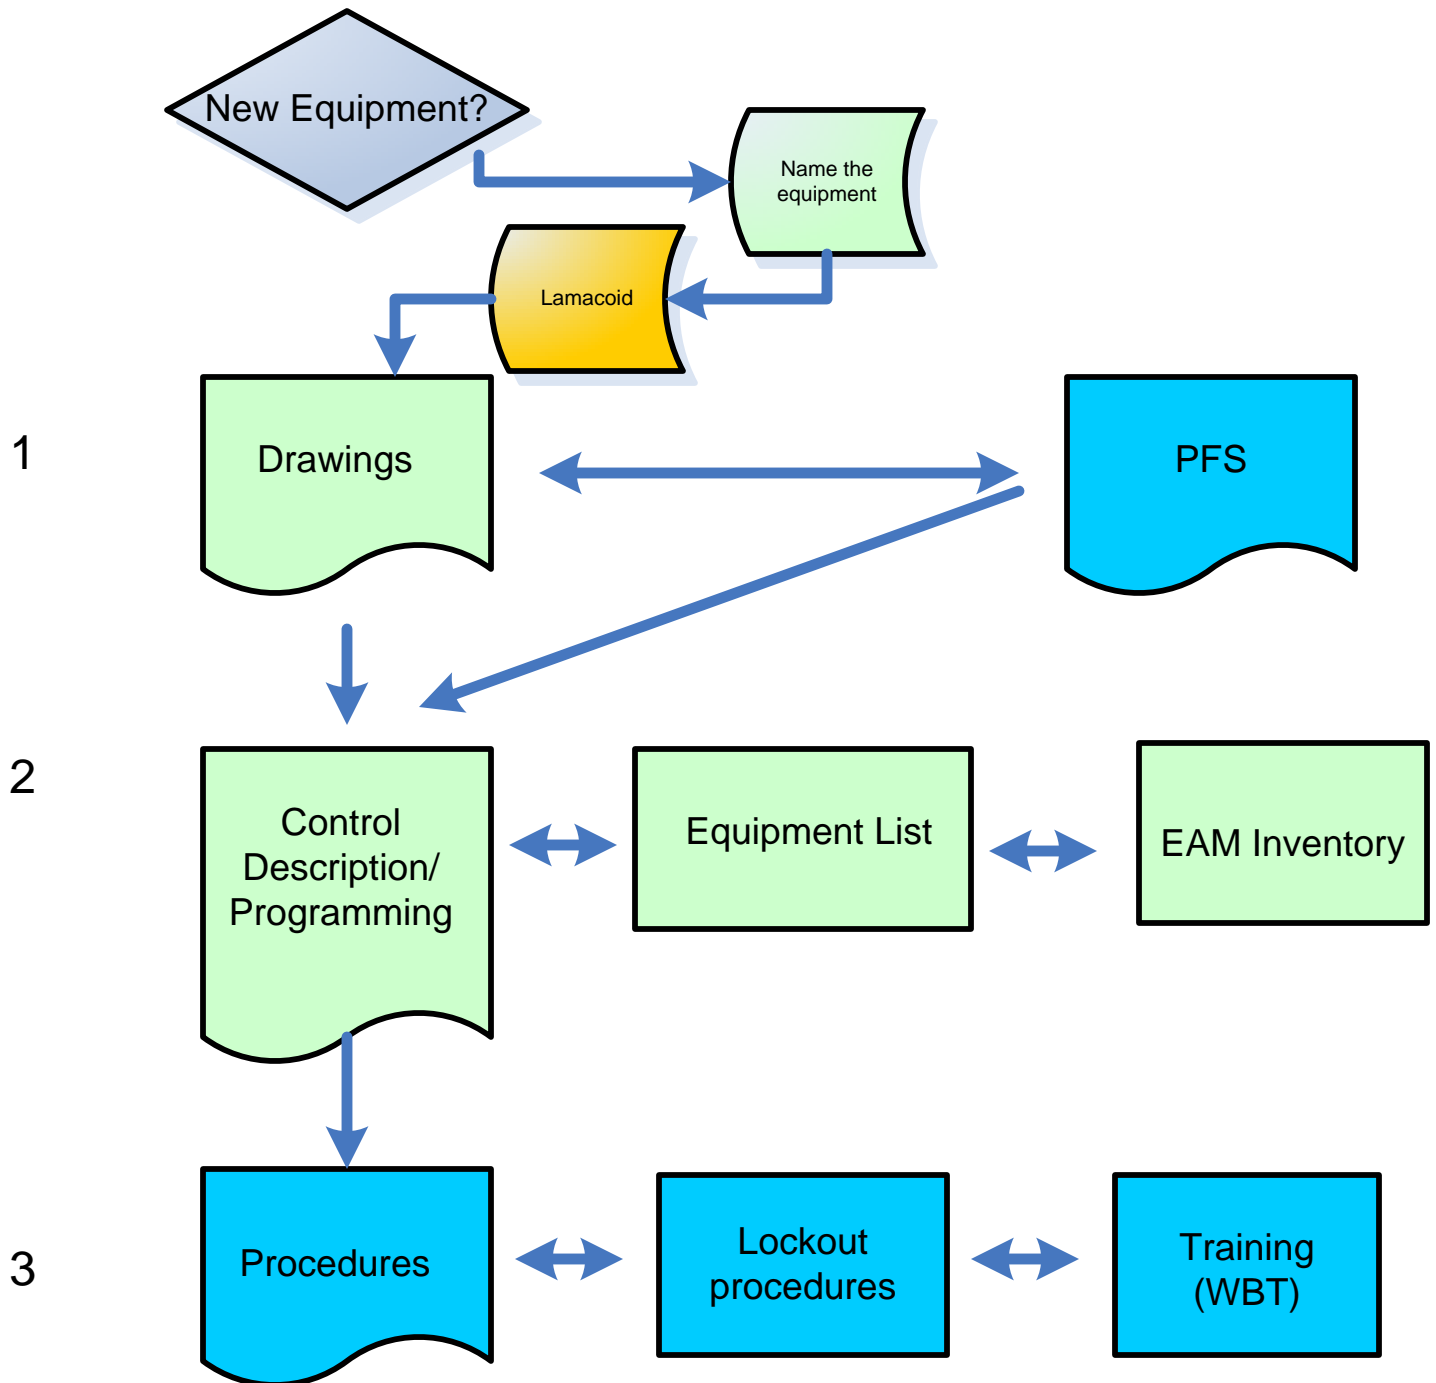 New Equipment?
Name the
equipment
Lamacoid
1
Drawings
PFS
2
Control
Description/
Programming
Equipment List
EAM Inventory
3
Procedures
Lockout
procedures
Training
(WBT)